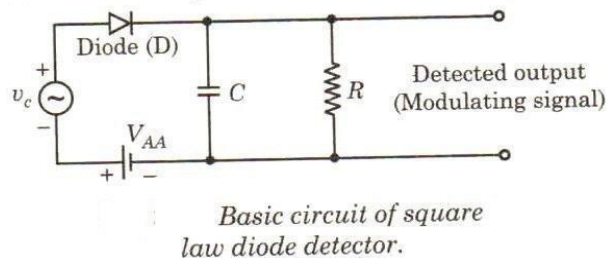 Diode (D)
+
v_c
−
C
R
Detected output
(Modulating signal)
V_AA
+ −
Basic circuit of square
law diode detector.